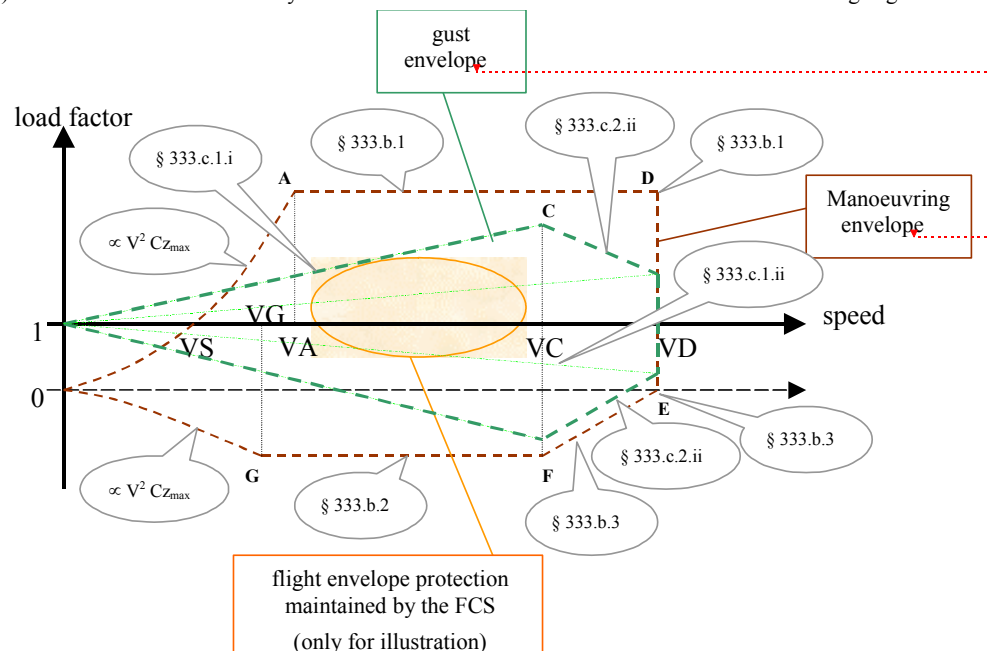 gust
envelope
load factor
§ 333.c.1.i
§ 333.b.1
§ 333.c.2.ii
§ 333.b.1
A
D
Manoeuvring
envelope
C
∝ V² Czmax
§ 333.c.1.ii
VG
1
speed
VS
VA
VC
VD
0
E
§ 333.b.3
§ 333.c.2.ii
G
F
∝ V² Czmax
§ 333.b.2
§ 333.b.3
flight envelope protection
maintained by the FCS
(only for illustration)